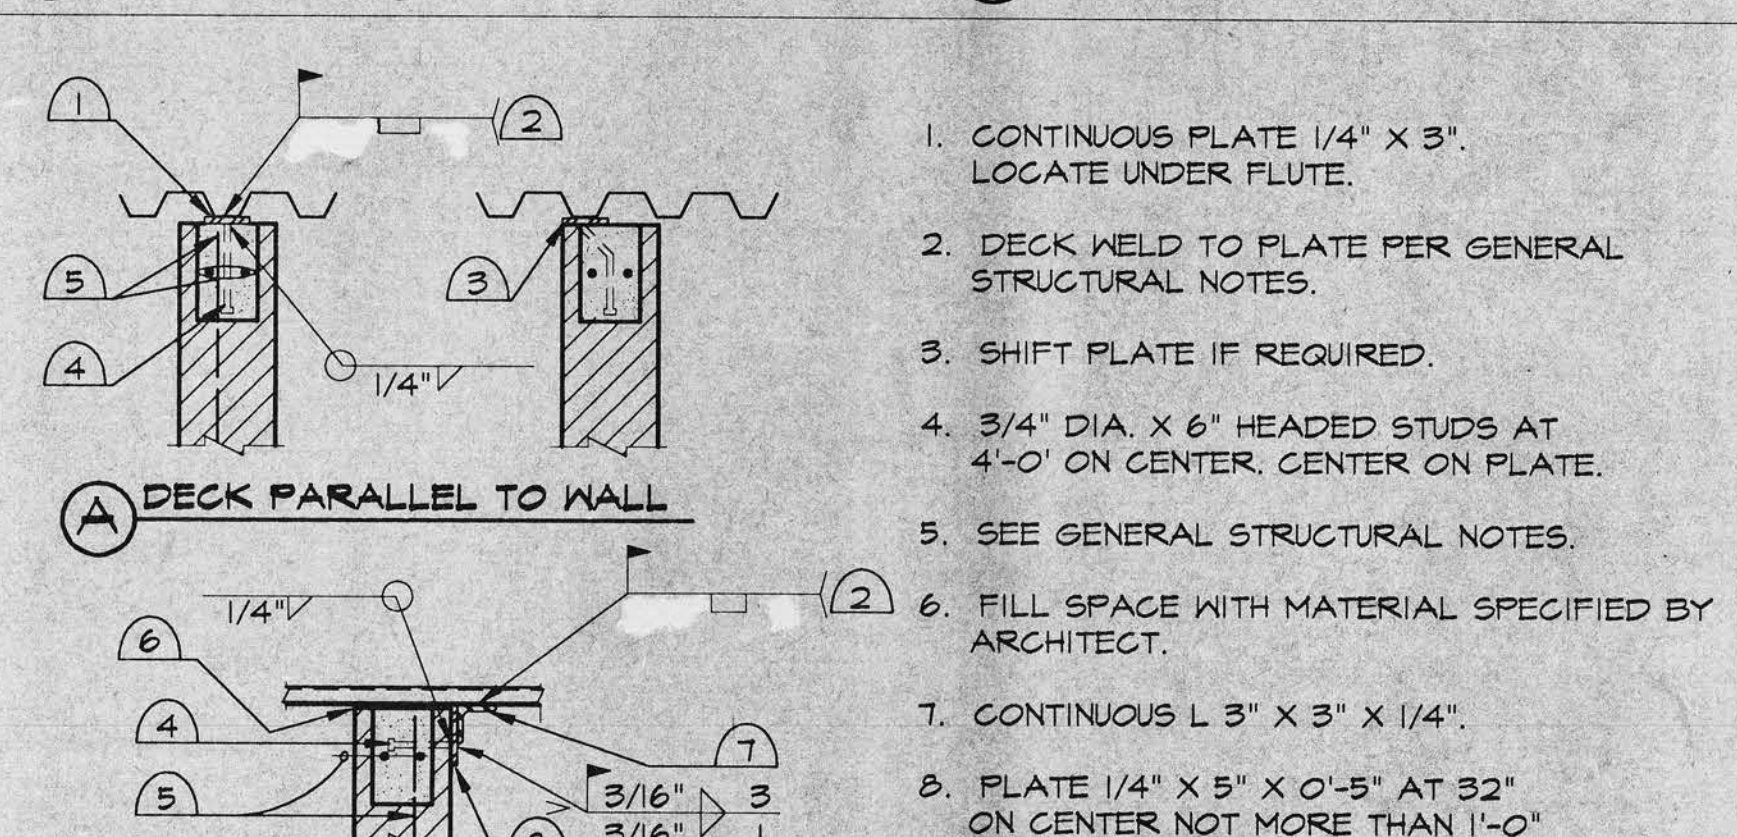 1
2
5
3
4
1/4"
A DECK PARALLEL TO WALL
1/4"
2
6
4
7
5
3/16" 3
3/16" 1
1. CONTINUOUS PLATE 1/4" X 3".
LOCATE UNDER FLUTE.
2. DECK WELD TO PLATE PER GENERAL
STRUCTURAL NOTES.
3. SHIFT PLATE IF REQUIRED.
4. 3/4" DIA. X 6" HEADED STUDS AT
4'-0' ON CENTER. CENTER ON PLATE.
5. SEE GENERAL STRUCTURAL NOTES.
6. FILL SPACE WITH MATERIAL SPECIFIED BY
ARCHITECT.
7. CONTINUOUS L 3" X 3" X 1/4".
8. PLATE 1/4" X 5" X 0'-5" AT 32"
ON CENTER NOT MORE THAN 1'-0"